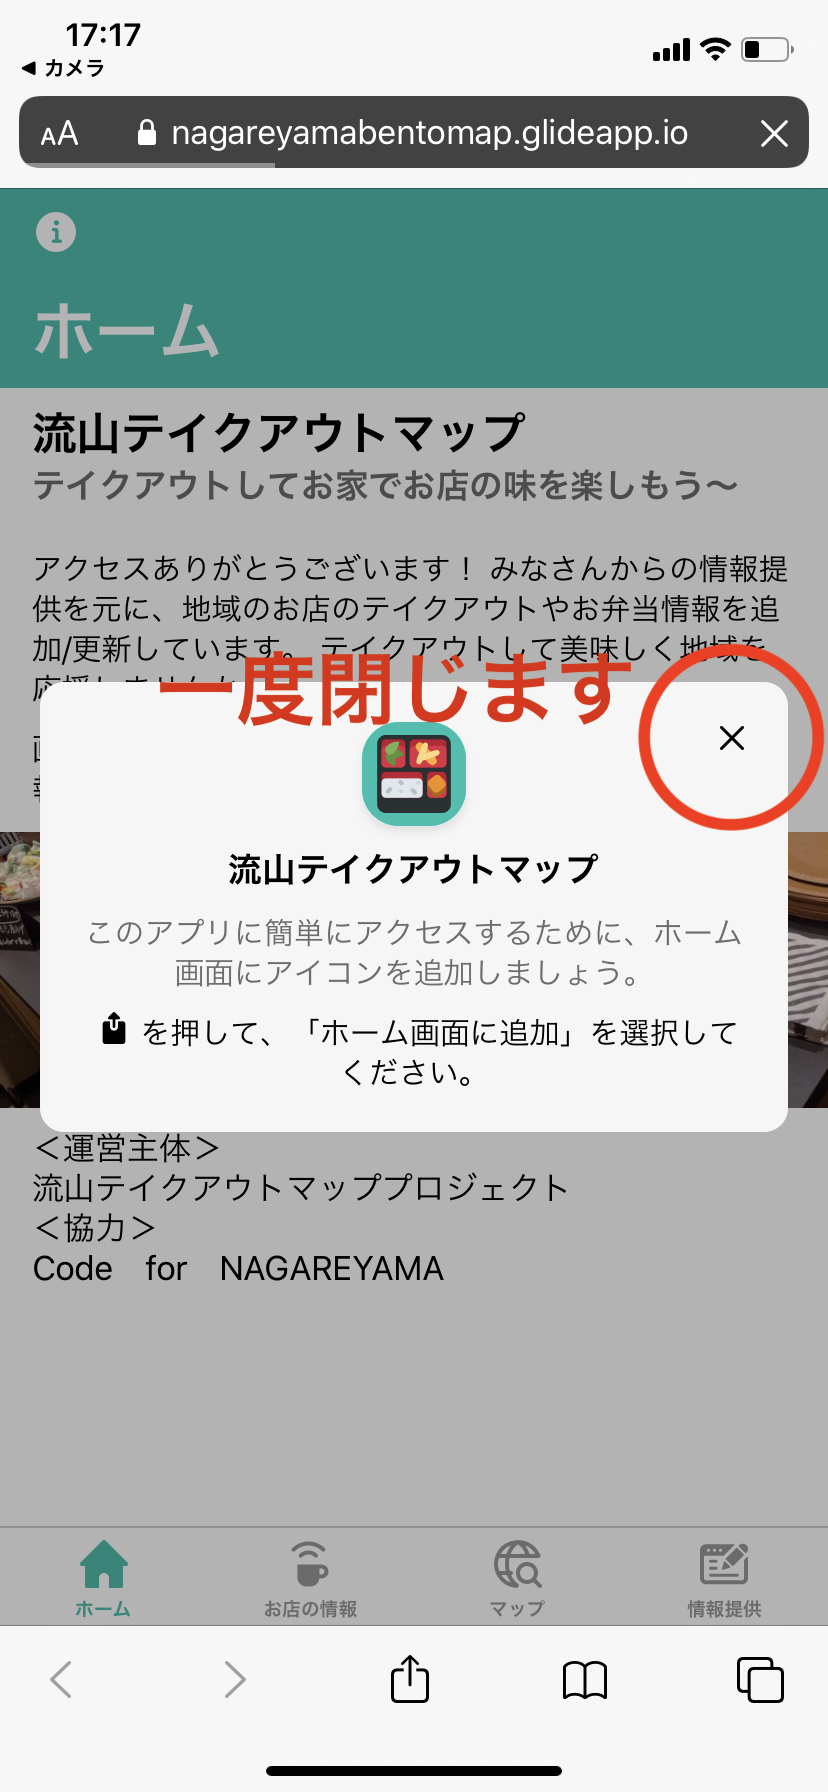 17:17
◀ カメラ
AA nagareyamabentomap.glideapp.io
ホーム
流山テイクアウトマップ
テイクアウトしてお家でお店の味を楽しもう〜
アクセスありがとうございます！ みなさんからの情報提
供を元に、地域のお店のテイクアウトやお弁当情報を追
加/更新しています。 テイクアウトして美味しく地域を
一度閉じます
流山テイクアウトマップ
このアプリに簡単にアクセスするために、ホーム
画面にアイコンを追加しましょう。
を押して、「ホーム画面に追加」を選択して
ください。
＜運営主体＞
流山テイクアウトマッププロジェクト
＜協力＞
Code　for　NAGAREYAMA
ホーム
お店の情報
マップ
情報提供